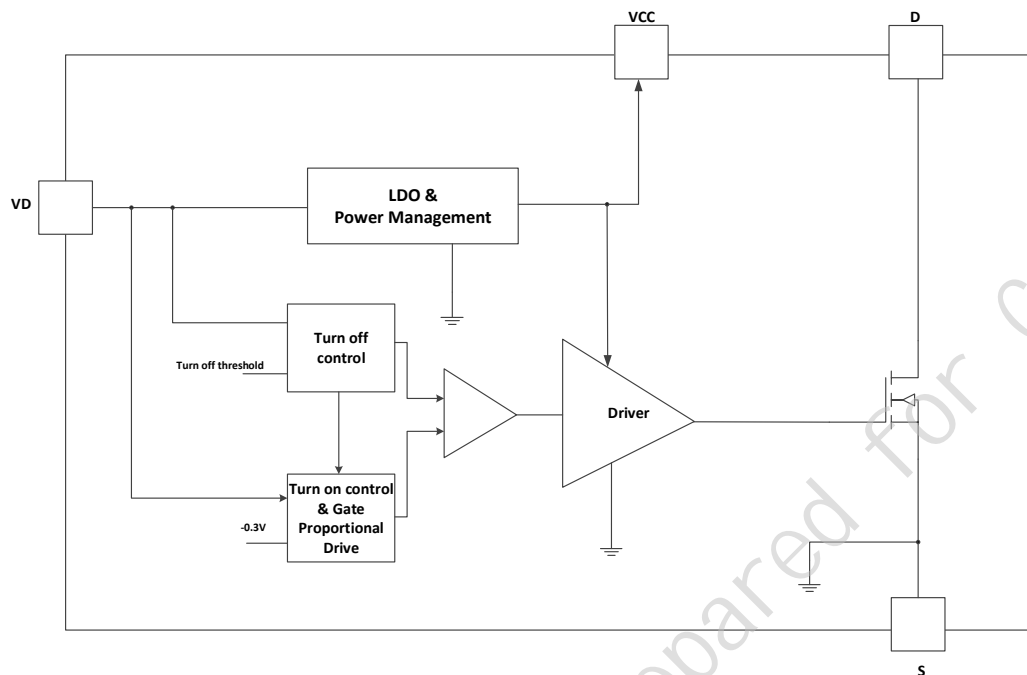 VCC
D
VD
LDO &
Power Management
Turn off
control
Turn off threshold
Driver
Turn on control
& Gate
Proportional
Drive
-0.3V
S
for